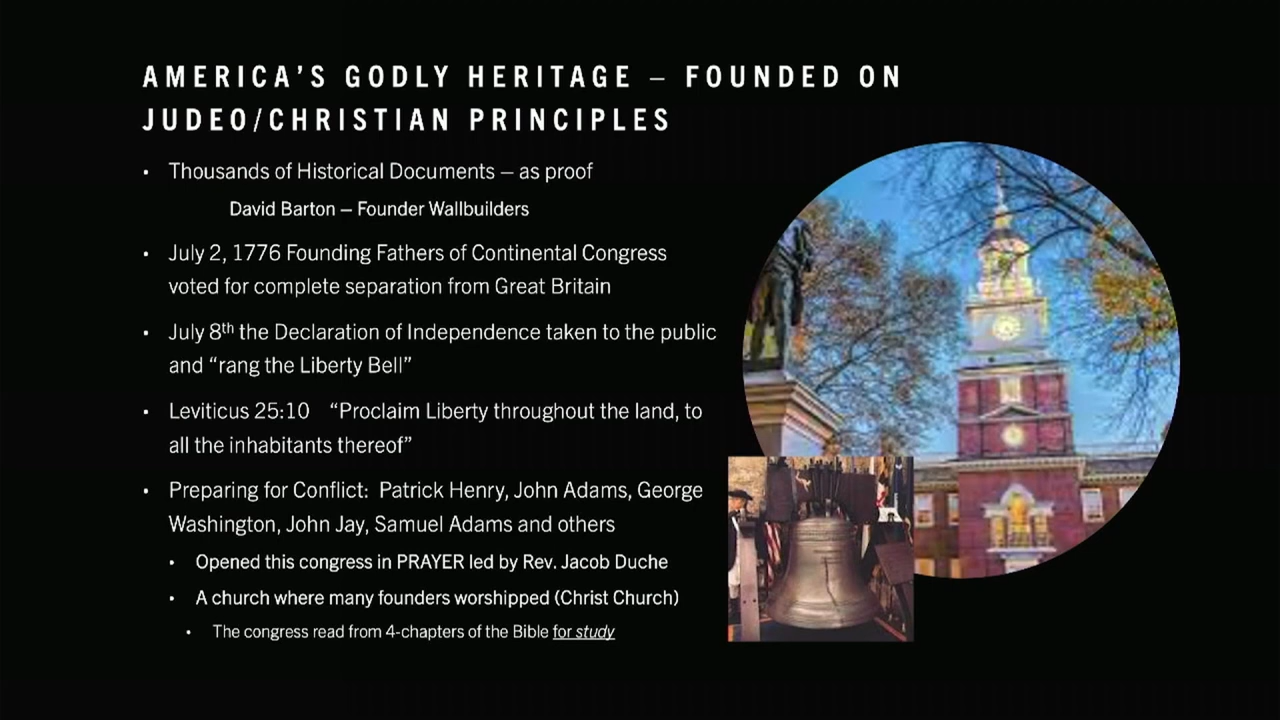 AMERICA'S GODLY HERITAGE – FOUNDED ON
JUDEO/CHRISTIAN PRINCIPLES
• Thousands of Historical Documents – as proof
David Barton – Founder Wallbuilders
• July 2, 1776 Founding Fathers of Continental Congress
voted for complete separation from Great Britain
• July 8th the Declaration of Independence taken to the public
and “rang the Liberty Bell”
• Leviticus 25:10 “Proclaim Liberty throughout the land, to
all the inhabitants thereof”
• Preparing for Conflict: Patrick Henry, John Adams, George
Washington, John Jay, Samuel Adams and others
• Opened this congress in PRAYER led by Rev. Jacob Duche
• A church where many founders worshipped (Christ Church)
• The congress read from 4-chapters of the Bible for study